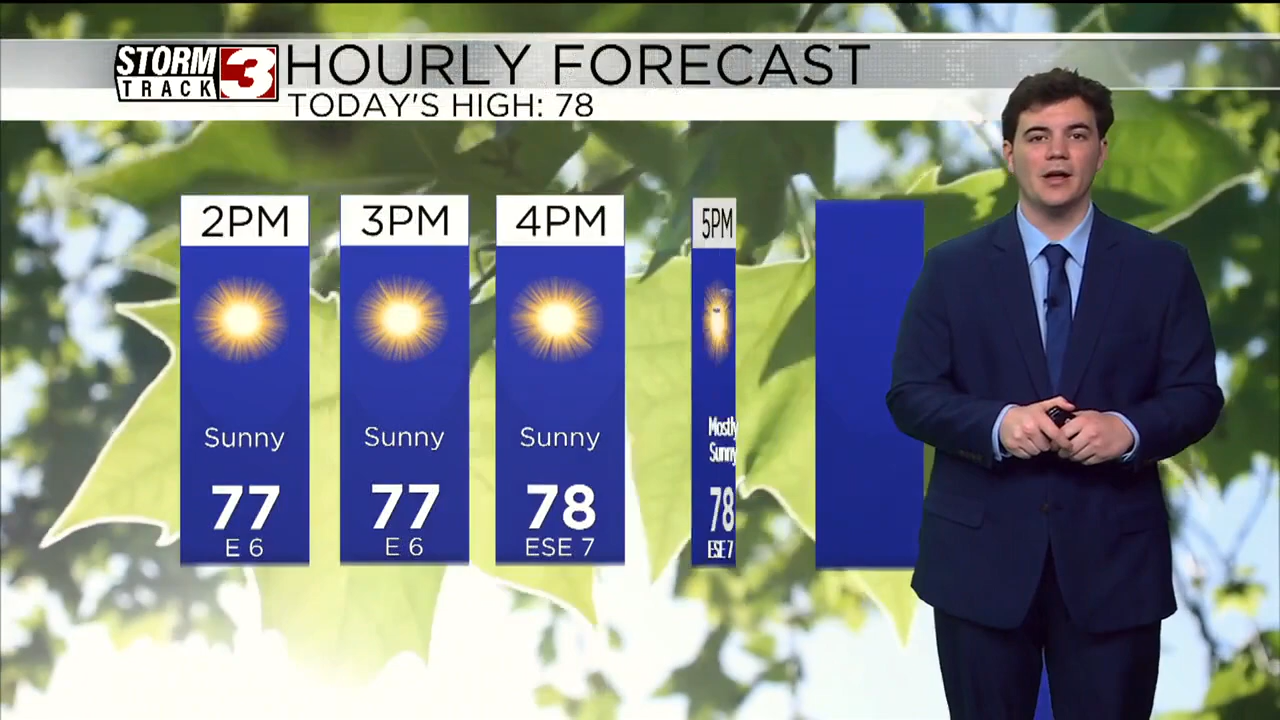 STORM TRACK 3
HOURLY FORECAST
TODAY'S HIGH: 78
2PM
Sunny
77
E 6
3PM
Sunny
77
E 6
4PM
Sunny
78
ESE 7
5PM
Mostly
Sunny
78
ESE 7